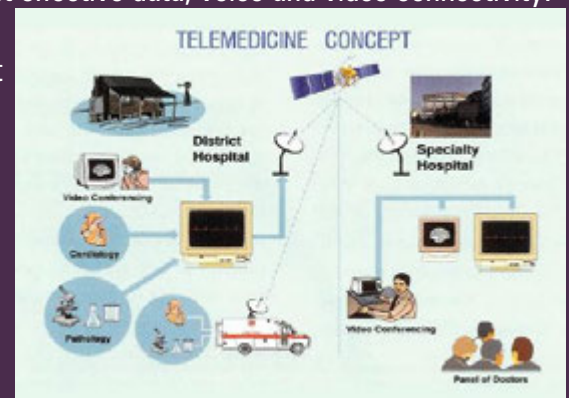 effective data, voice and video connectivity.
t
TELEMEDICINE CONCEPT
District
Hospital
Specialty
Hospital
Video Conferencing
Cardiology
Pathology
Video Conferencing
Panel of Doctors